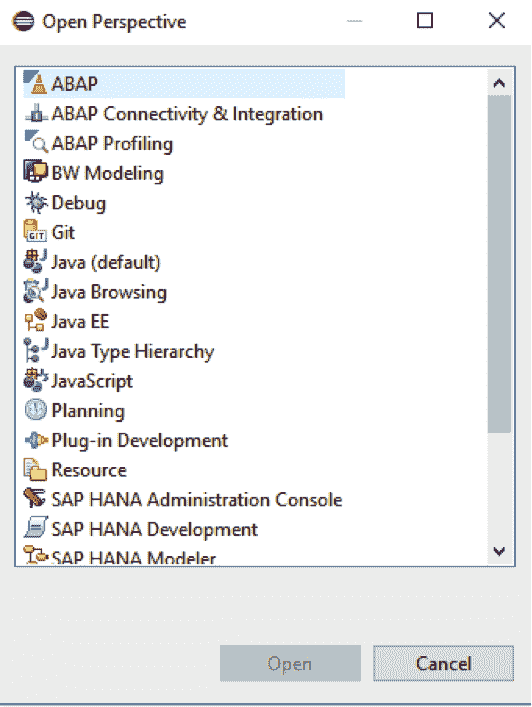 Open Perspective
ABAP
ABAP Connectivity & Integration
ABAP Profiling
BW Modeling
Debug
Git
Java (default)
Java Browsing
Java EE
Java Type Hierarchy
JavaScript
Planning
Plug-in Development
Resource
SAP HANA Administration Console
SAP HANA Development
SAP HANA Modeler
Open
Cancel